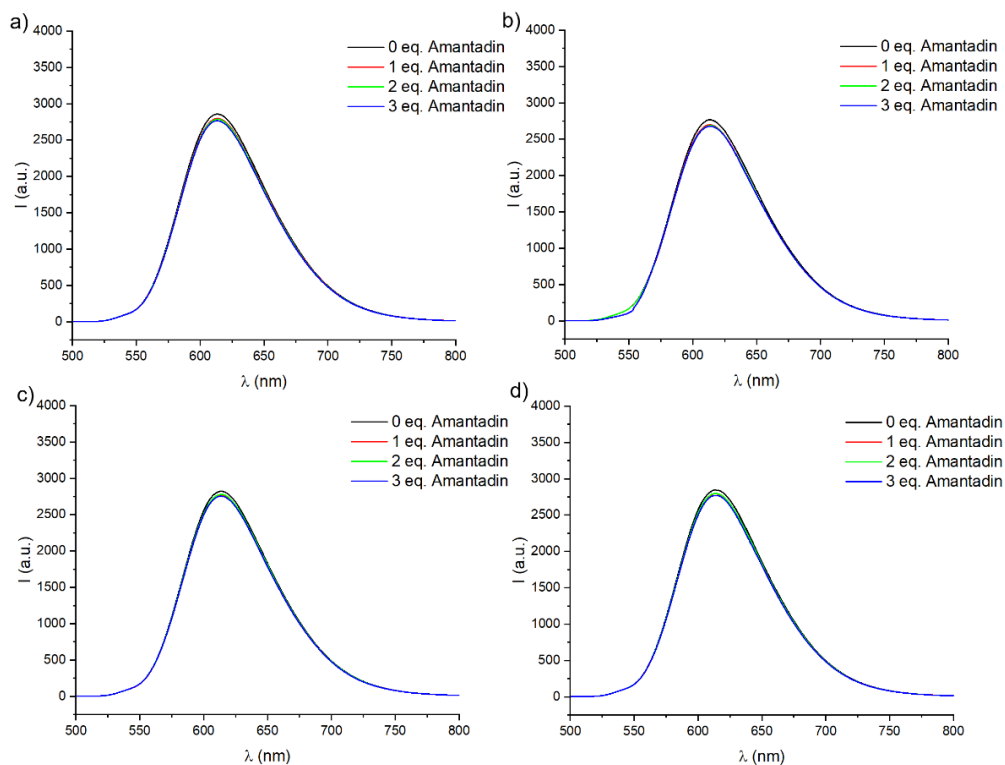 a)
4000
3500
3000
2500
2000
1500
1000
500
0
I (a.u.)
0 eq. Amantadin
1 eq. Amantadin
2 eq. Amantadin
3 eq. Amantadin
500 550 600 650 700 750 800
λ (nm)
b)
4000
3500
3000
2500
2000
1500
1000
500
0
I (a.u.)
0 eq. Amantadin
1 eq. Amantadin
2 eq. Amantadin
3 eq. Amantadin
500 550 600 650 700 750 800
λ (nm)
c)
4000
3500
3000
2500
2000
1500
1000
500
0
I (a.u.)
0 eq. Amantadin
1 eq. Amantadin
2 eq. Amantadin
3 eq. Amantadin
500 550 600 650 700 750 800
λ (nm)
d)
4000
3500
3000
2500
2000
1500
1000
500
0
I (a.u.)
0 eq. Amantadin
1 eq. Amantadin
2 eq. Amantadin
3 eq. Amantadin
500 550 600 650 700 750 800
λ (nm)